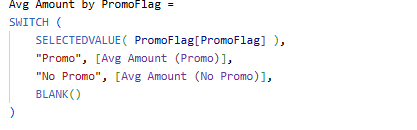 Avg Amount by PromoFlag =
SWITCH (
    SELECTEDVALUE( PromoFlag[PromoFlag] ),
    "Promo", [Avg Amount (Promo)],
    "No Promo", [Avg Amount (No Promo)],
    BLANK()
)